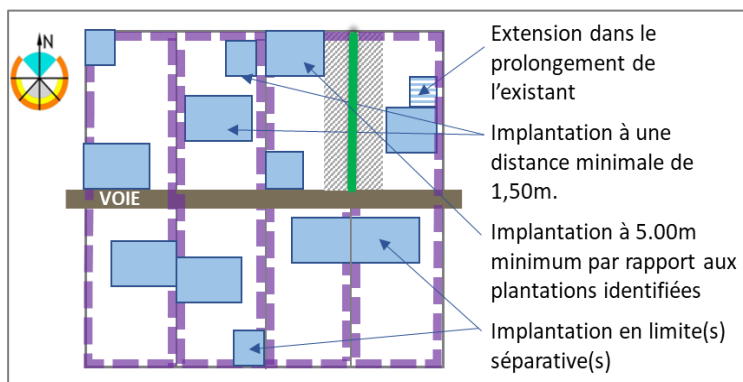 N
VOIE
Extension dans le
prolongement de
l’existant
Implantation à une
distance minimale de
1,50m.
Implantation à 5.00m
minimum par rapport aux
plantations identifiées
Implantation en limite(s)
séparative(s)